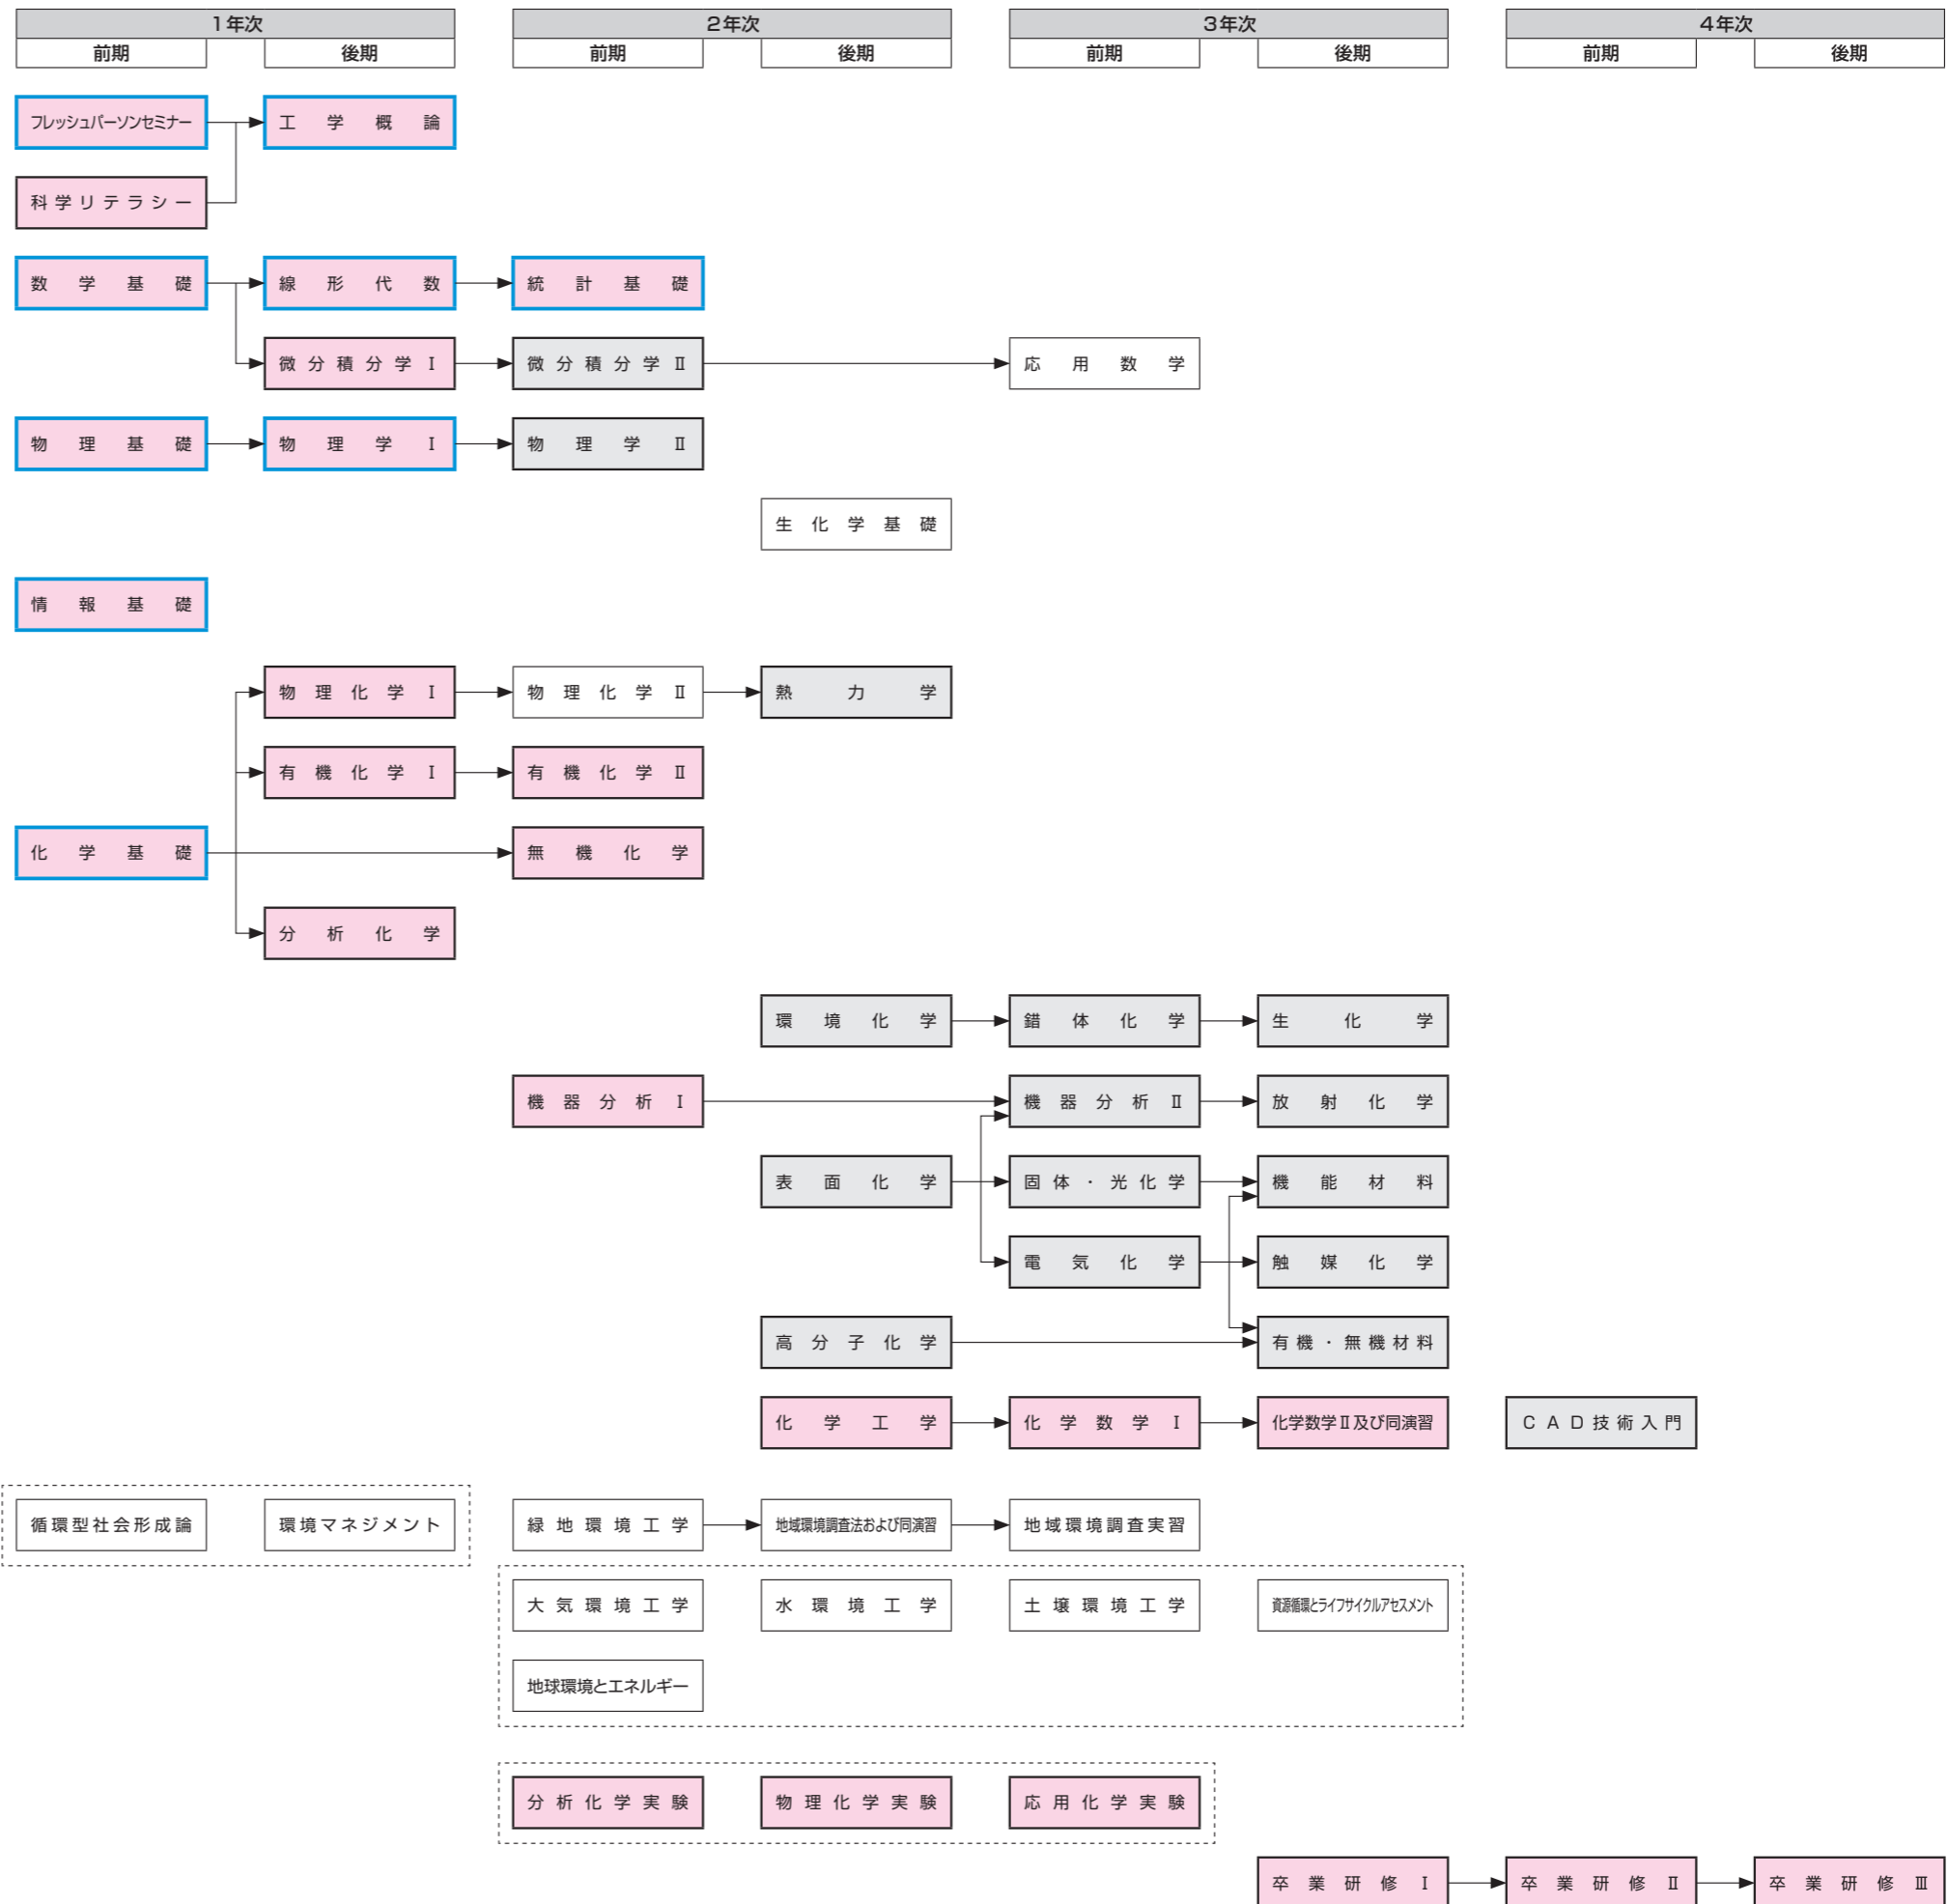 1年次 2年次 3年次 4年次
前期 後期 前期 後期 前期 後期 前期 後期
フレッシュパーソンセミナー 工学概論
科学リテラシー
数学基礎 線形代数 統計基礎
微分積分学Ⅰ 微分積分学Ⅱ 応用数学
物理基礎 物理学Ⅰ 物理学Ⅱ
生化学基礎
情報基礎
物理化学Ⅰ 物理化学Ⅱ 熱力学
有機化学Ⅰ 有機化学Ⅱ
化学基礎 無機化学
分析化学
環境化学 錯体化学 生化学
機器分析Ⅰ 機器分析Ⅱ 放射化学
表面化学 固体・光化学 機能材料
電気化学 触媒化学
高分子化学 有機・無機材料
化学工学 化学数学Ⅰ 化学数学Ⅱ及び同演習 CAD技術入門
循環型社会形成論 環境マネジメント 緑地環境工学 地域環境調査法および同演習 地域環境調査実習
大気環境工学 水環境工学 土壌環境工学 資源循環とライフサイクルアセスメント
地球環境とエネルギー
分析化学実験 物理化学実験 応用化学実験
卒業研修Ⅰ 卒業研修Ⅱ 卒業研修Ⅲ